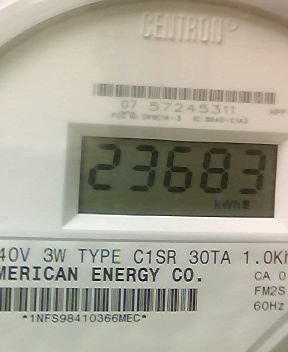 CENTRON
07 57245311
23683
kWh
40V 3W TYPE C1SR 30TA 1.0Kh
MERICAN ENERGY CO.
CA 0
FM2S
60Hz
*1NFS98410366MEC*